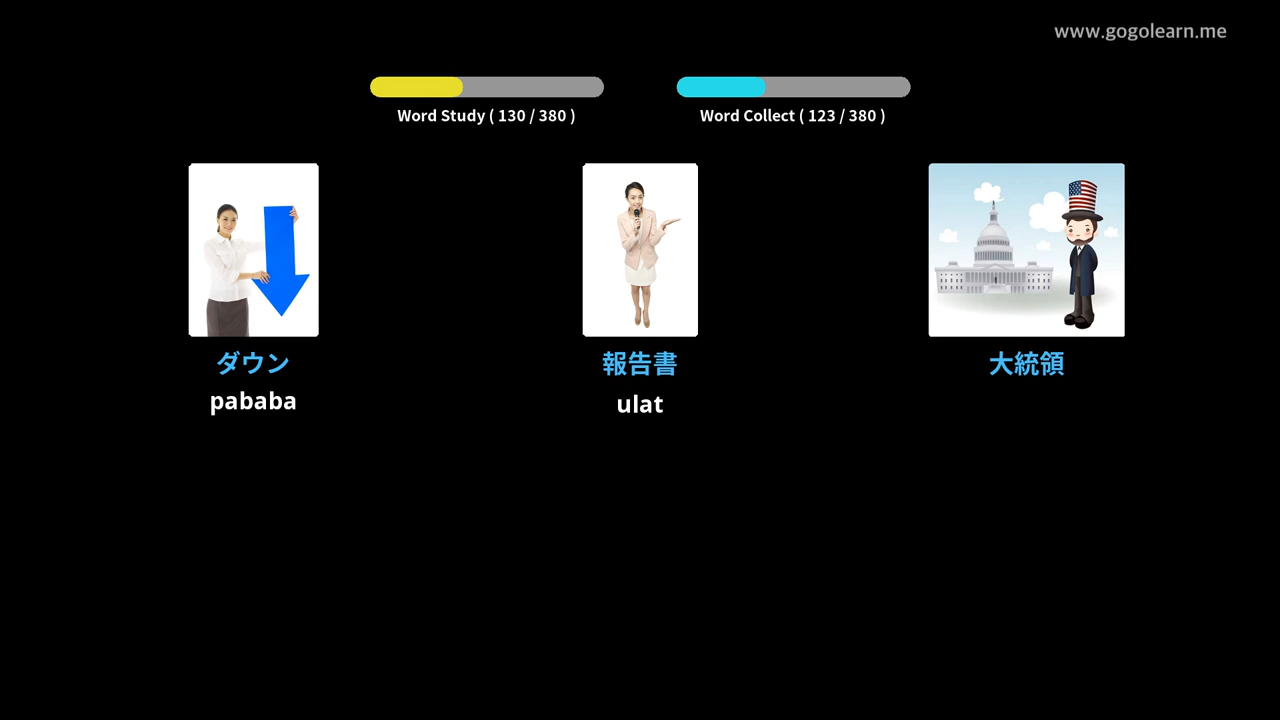 www.gogolearn.me
Word Study ( 130 / 380 )
Word Collect ( 123 / 380 )
ダウン
報告書
大統領
pababa
ulat